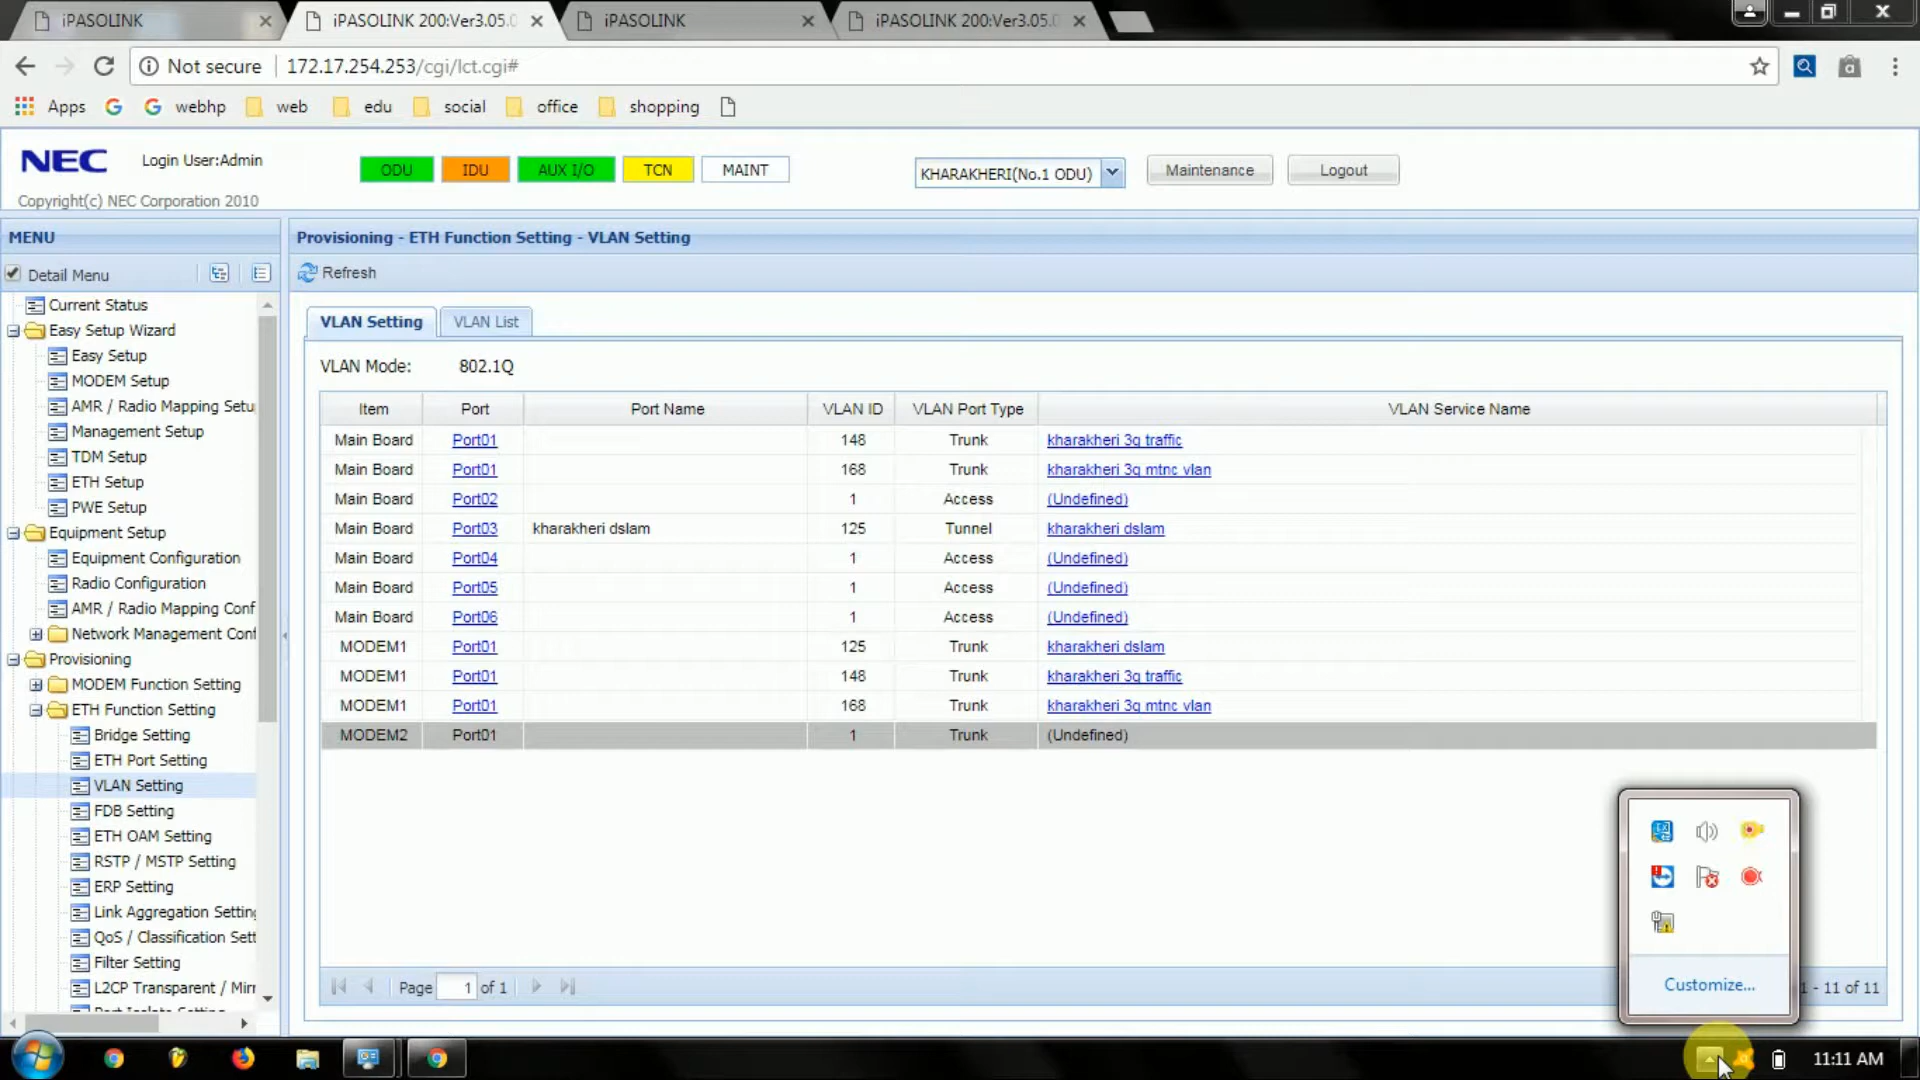 iPASOLINK
iPASOLINK 200:Ver3.05.0
iPASOLINK
iPASOLINK 200:Ver3.05.0
Not secure 172.17.254.253/cgi/lct.cgi#
Apps webhp web edu social office shopping
NEC Login User:Admin
ODU IDU AUX I/O TCN MAINT
KHARAKHERI(No.1 ODU) Maintenance Logout
Copyright(c) NEC Corporation 2010
MENU
Detail Menu
Current Status
Easy Setup Wizard
Easy Setup
MODEM Setup
AMR / Radio Mapping Setu
Management Setup
TDM Setup
ETH Setup
PWE Setup
Equipment Setup
Equipment Configuration
Radio Configuration
AMR / Radio Mapping Conf
Network Management Conf
Provisioning
MODEM Function Setting
ETH Function Setting
Bridge Setting
ETH Port Setting
VLAN Setting
FDB Setting
ETH OAM Setting
RSTP / MSTP Setting
ERP Setting
Link Aggregation Setting
QoS / Classification Sett
Filter Setting
L2CP Transparent / Mirr
Provisioning - ETH Function Setting - VLAN Setting
Refresh
VLAN Setting VLAN List
VLAN Mode: 802.1Q
Item Port Port Name VLAN ID VLAN Port Type VLAN Service Name
Main Board Port01 148 Trunk kharakheri 3g traffic
Main Board Port01 168 Trunk kharakheri 3g mtnc vlan
Main Board Port02 1 Access (Undefined)
Main Board Port03 kharakheri dslam 125 Tunnel kharakheri dslam
Main Board Port04 1 Access (Undefined)
Main Board Port05 1 Access (Undefined)
Main Board Port06 1 Access (Undefined)
MODEM1 Port01 125 Trunk kharakheri dslam
MODEM1 Port01 148 Trunk kharakheri 3g traffic
MODEM1 Port01 168 Trunk kharakheri 3g mtnc vlan
MODEM2 Port01 1 Trunk (Undefined)
Page 1 of 1
1 - 11 of 11
Customize...
11:11 AM